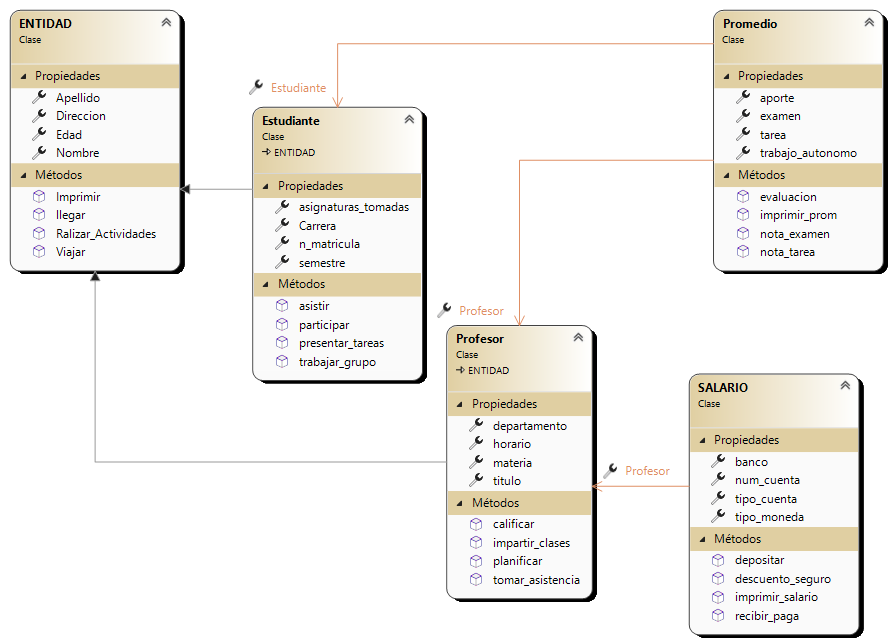 ENTIDAD
Clase
Propiedades
Apellido
Direccion
Edad
Nombre
Métodos
Imprimir
llegar
Ralizar_Actividades
Viajar
Estudiante
Estudiante
Clase
ENTIDAD
Propiedades
asignaturas_tomadas
Carrera
n_matricula
semestre
Métodos
asistir
participar
presentar_tareas
trabajar_grupo
Promedio
Clase
Propiedades
aporte
examen
tarea
trabajo_autonomo
Métodos
evaluacion
imprimir_prom
nota_examen
nota_tarea
Profesor
Profesor
Clase
ENTIDAD
Propiedades
departamento
horario
materia
titulo
Métodos
calificar
impartir_clases
planificar
tomar_asistencia
Profesor
SALARIO
Clase
Propiedades
banco
num_cuenta
tipo_cuenta
tipo_moneda
Métodos
depositar
descuento_seguro
imprimir_salario
recibir_paga